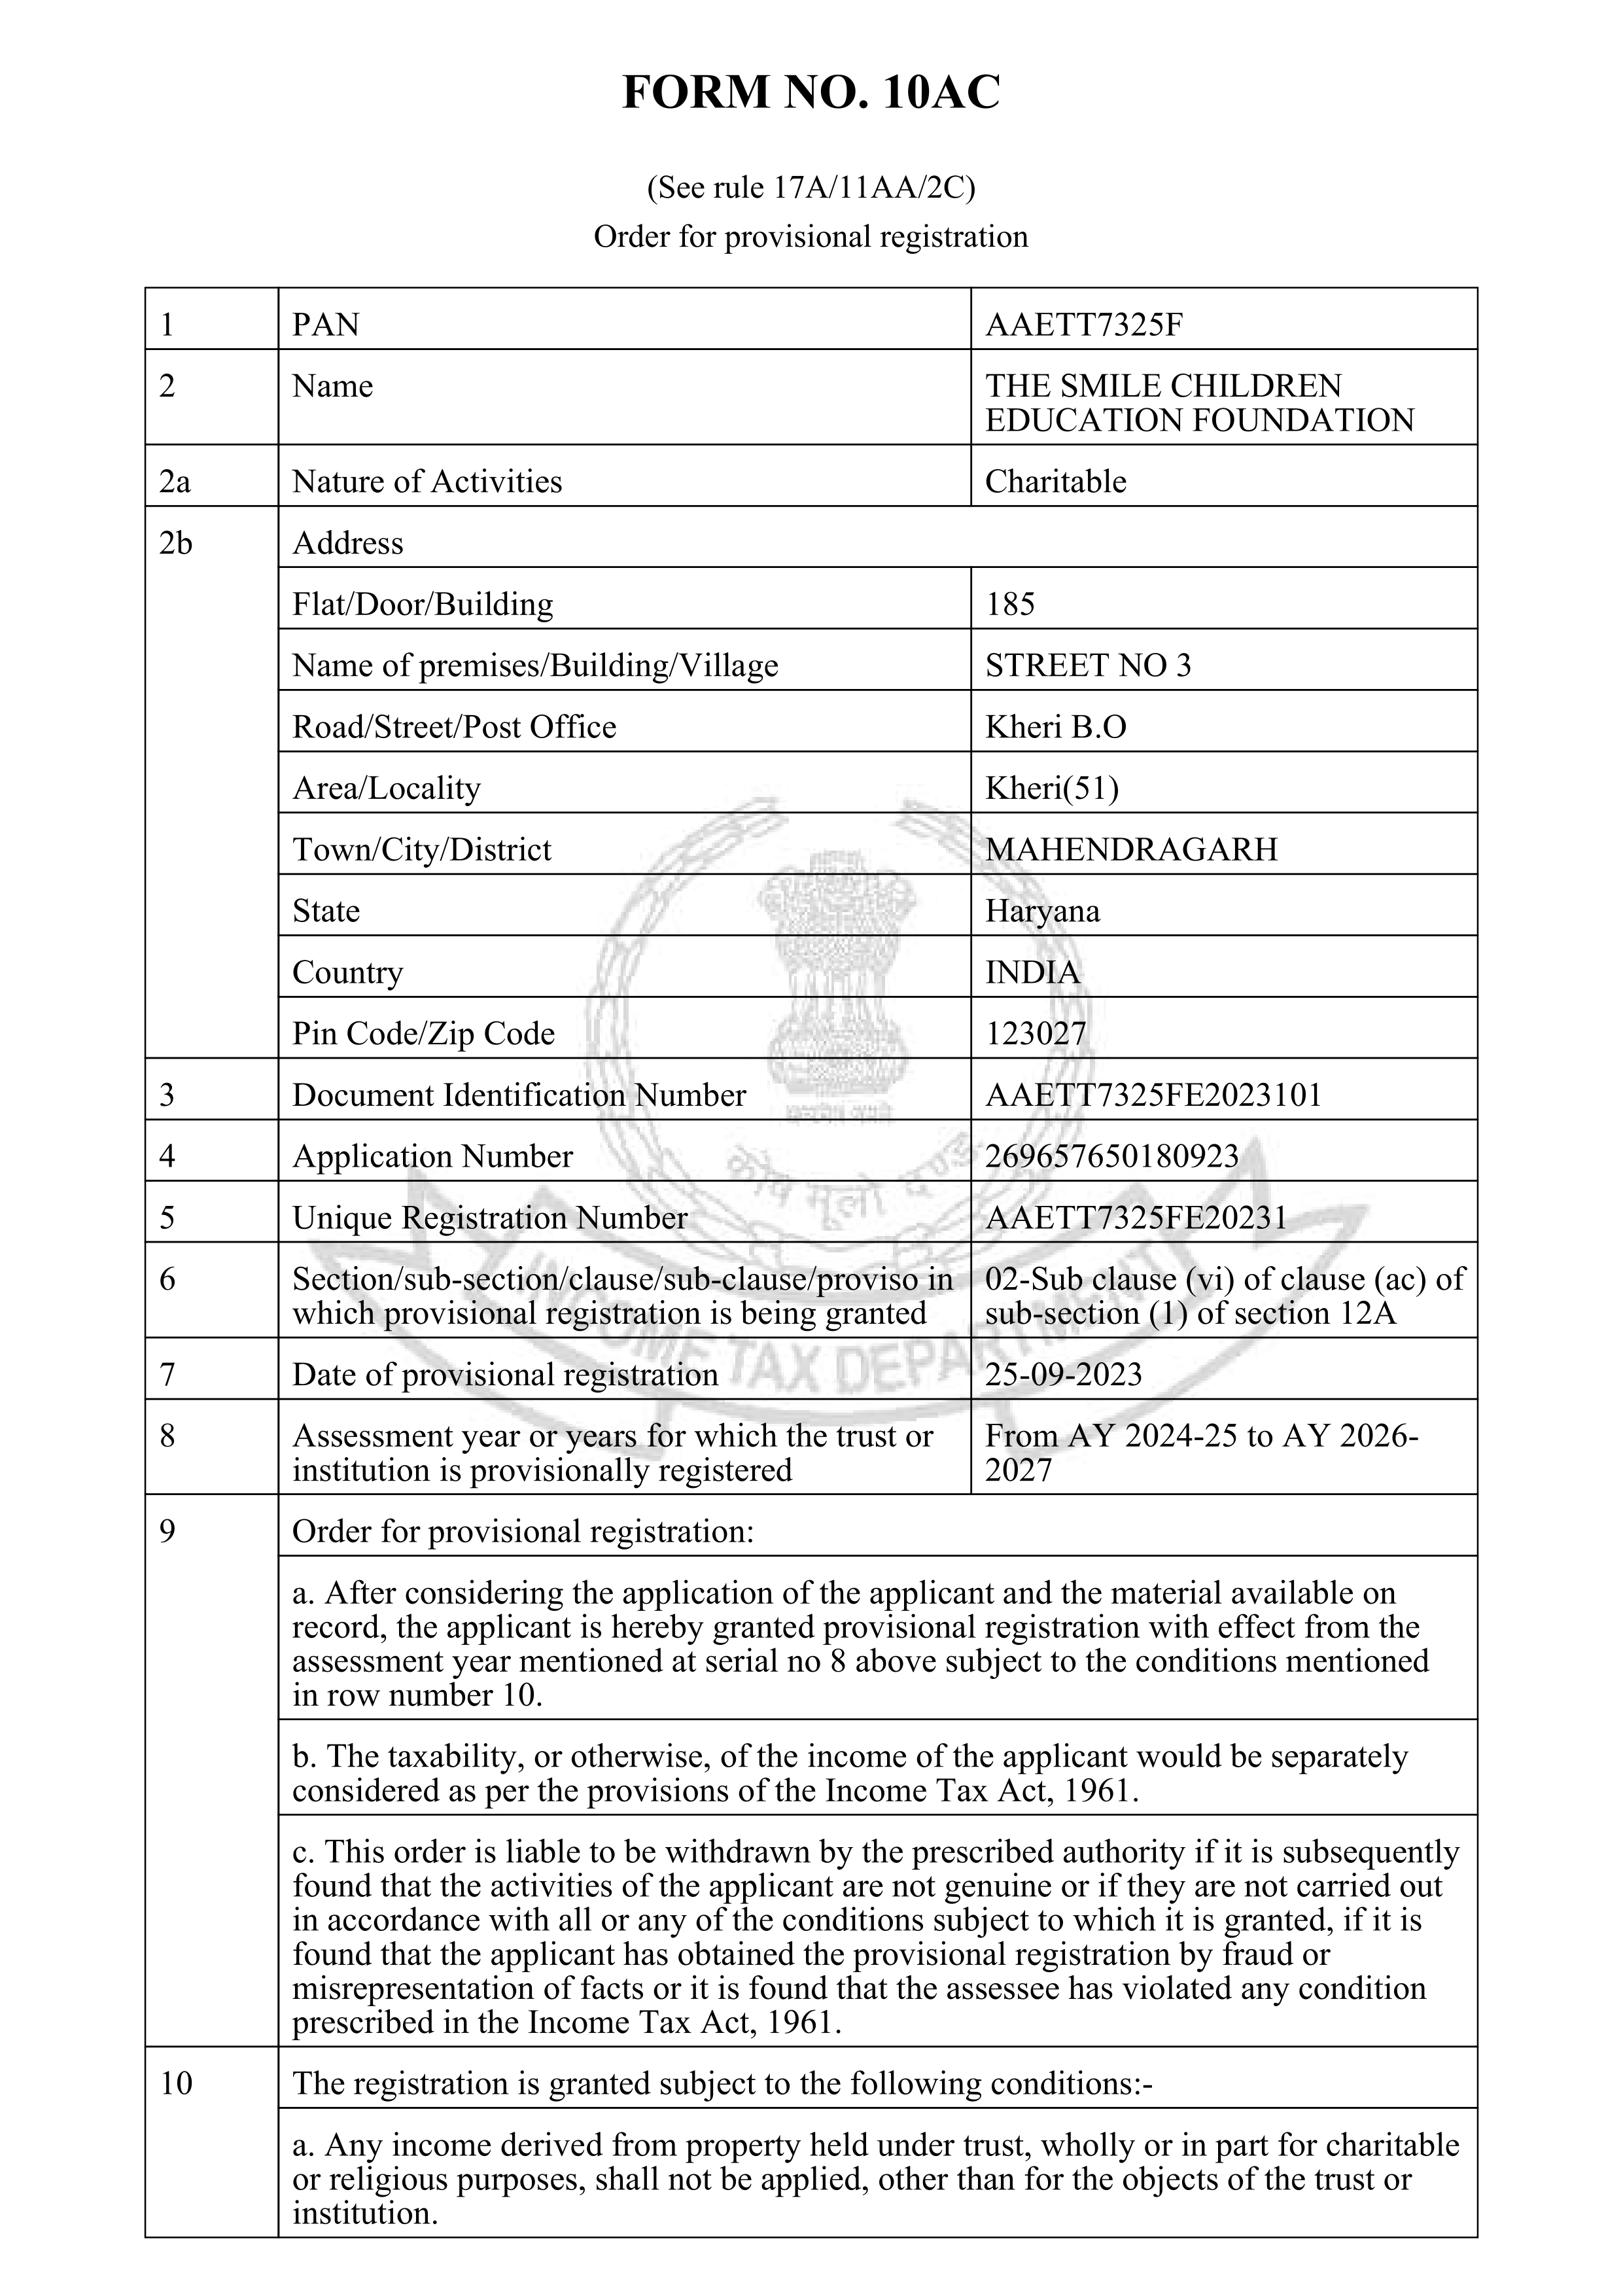 FORM NO. 10AC
(See rule 17A/11AA/2C)
Order for provisional registration
1 PAN AAETT7325F
2 Name THE SMILE CHILDREN
EDUCATION FOUNDATION
2a Nature of Activities Charitable
2b Address
Flat/Door/Building 185
Name of premises/Building/Village STREET NO 3
Road/Street/Post Office Kheri B.O
Area/Locality Kheri(51)
Town/City/District MAHENDRAGARH
State Haryana
Country INDIA
Pin Code/Zip Code 123027
3 Document Identification Number AAETT7325FE2023101
4 Application Number 269657650180923
5 Unique Registration Number AAETT7325FE20231
6 Section/sub-section/clause/sub-clause/proviso in 02-Sub clause (vi) of clause (ac) of
which provisional registration is being granted sub-section (1) of section 12A
7 Date of provisional registration 25-09-2023
8 Assessment year or years for which the trust or From AY 2024-25 to AY 2026-
institution is provisionally registered 2027
9 Order for provisional registration:
a. After considering the application of the applicant and the material available on
record, the applicant is hereby granted provisional registration with effect from the
assessment year mentioned at serial no 8 above subject to the conditions mentioned
in row number 10.
b. The taxability, or otherwise, of the income of the applicant would be separately
considered as per the provisions of the Income Tax Act, 1961.
c. This order is liable to be withdrawn by the prescribed authority if it is subsequently
found that the activities of the applicant are not genuine or if they are not carried out
in accordance with all or any of the conditions subject to which it is granted, if it is
found that the applicant has obtained the provisional registration by fraud or
misrepresentation of facts or it is found that the assessee has violated any condition
prescribed in the Income Tax Act, 1961.
10 The registration is granted subject to the following conditions:-
a. Any income derived from property held under trust, wholly or in part for charitable
or religious purposes, shall not be applied, other than for the objects of the trust or
institution.
सत्यमेव जयते
कोष मूलो दण्ड
INCOME TAX DEPARTMENT